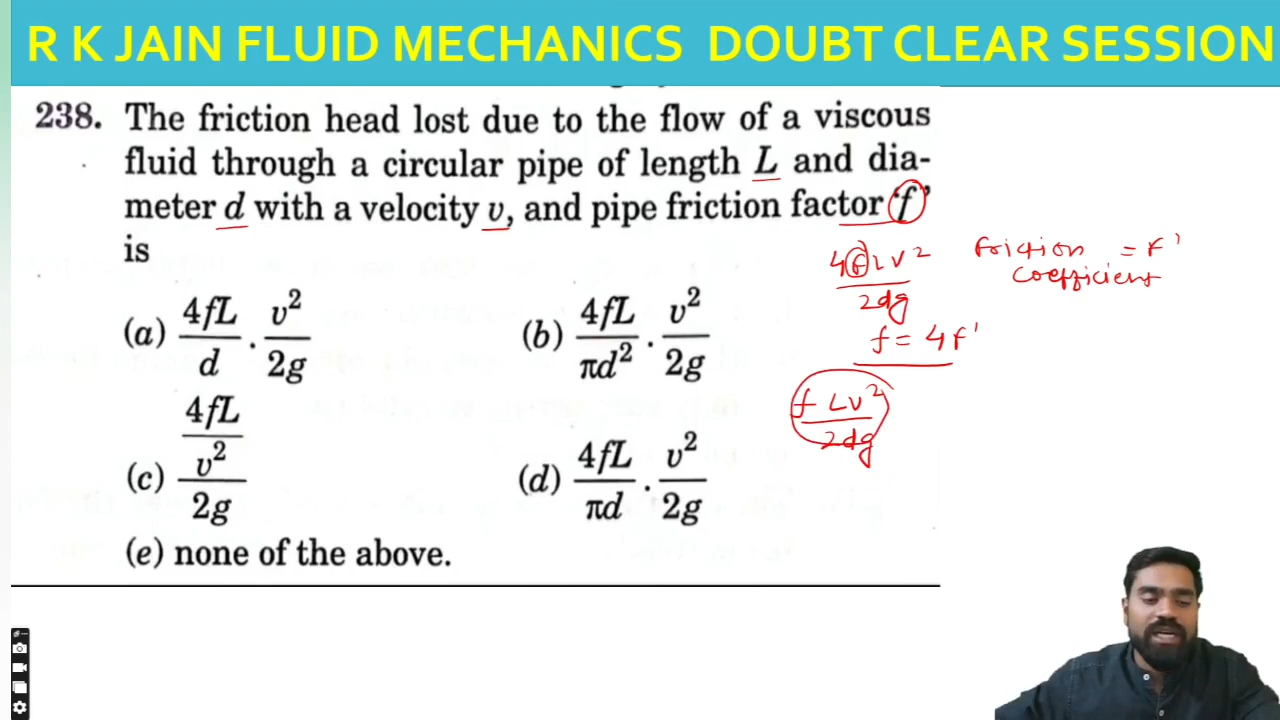 R K JAIN FLUID MECHANICS DOUBT CLEAR SESSION
238. The friction head lost due to the flow of a viscous
fluid through a circular pipe of length L and dia-
meter d with a velocity v, and pipe friction factor 'f'
is
(a) 4fL/d · v²/2g (b) 4fL/πd² · v²/2g
(c) 4fL/v²/2g (d) 4fL/πd · v²/2g
(e) none of the above.
4fLv²/2dg
friction = f'
coefficient
f = 4f'
f Lv²/2dg